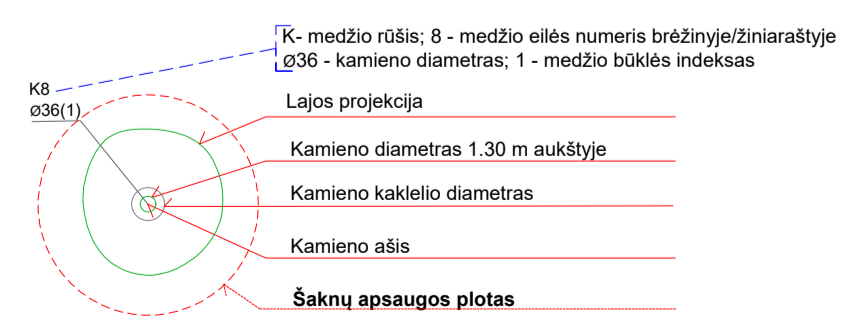 K- medžio rūšis; 8 - medžio eilės numeris brėžinyje/žiniaraštyje
Ø36 - kamieno diametras; 1 - medžio būklės indeksas
K8
Ø36(1)
Lajos projekcija
Kamieno diametras 1.30 m aukštyje
Kamieno kaklelio diametras
Kamieno ašis
Šaknų apsaugos plotas